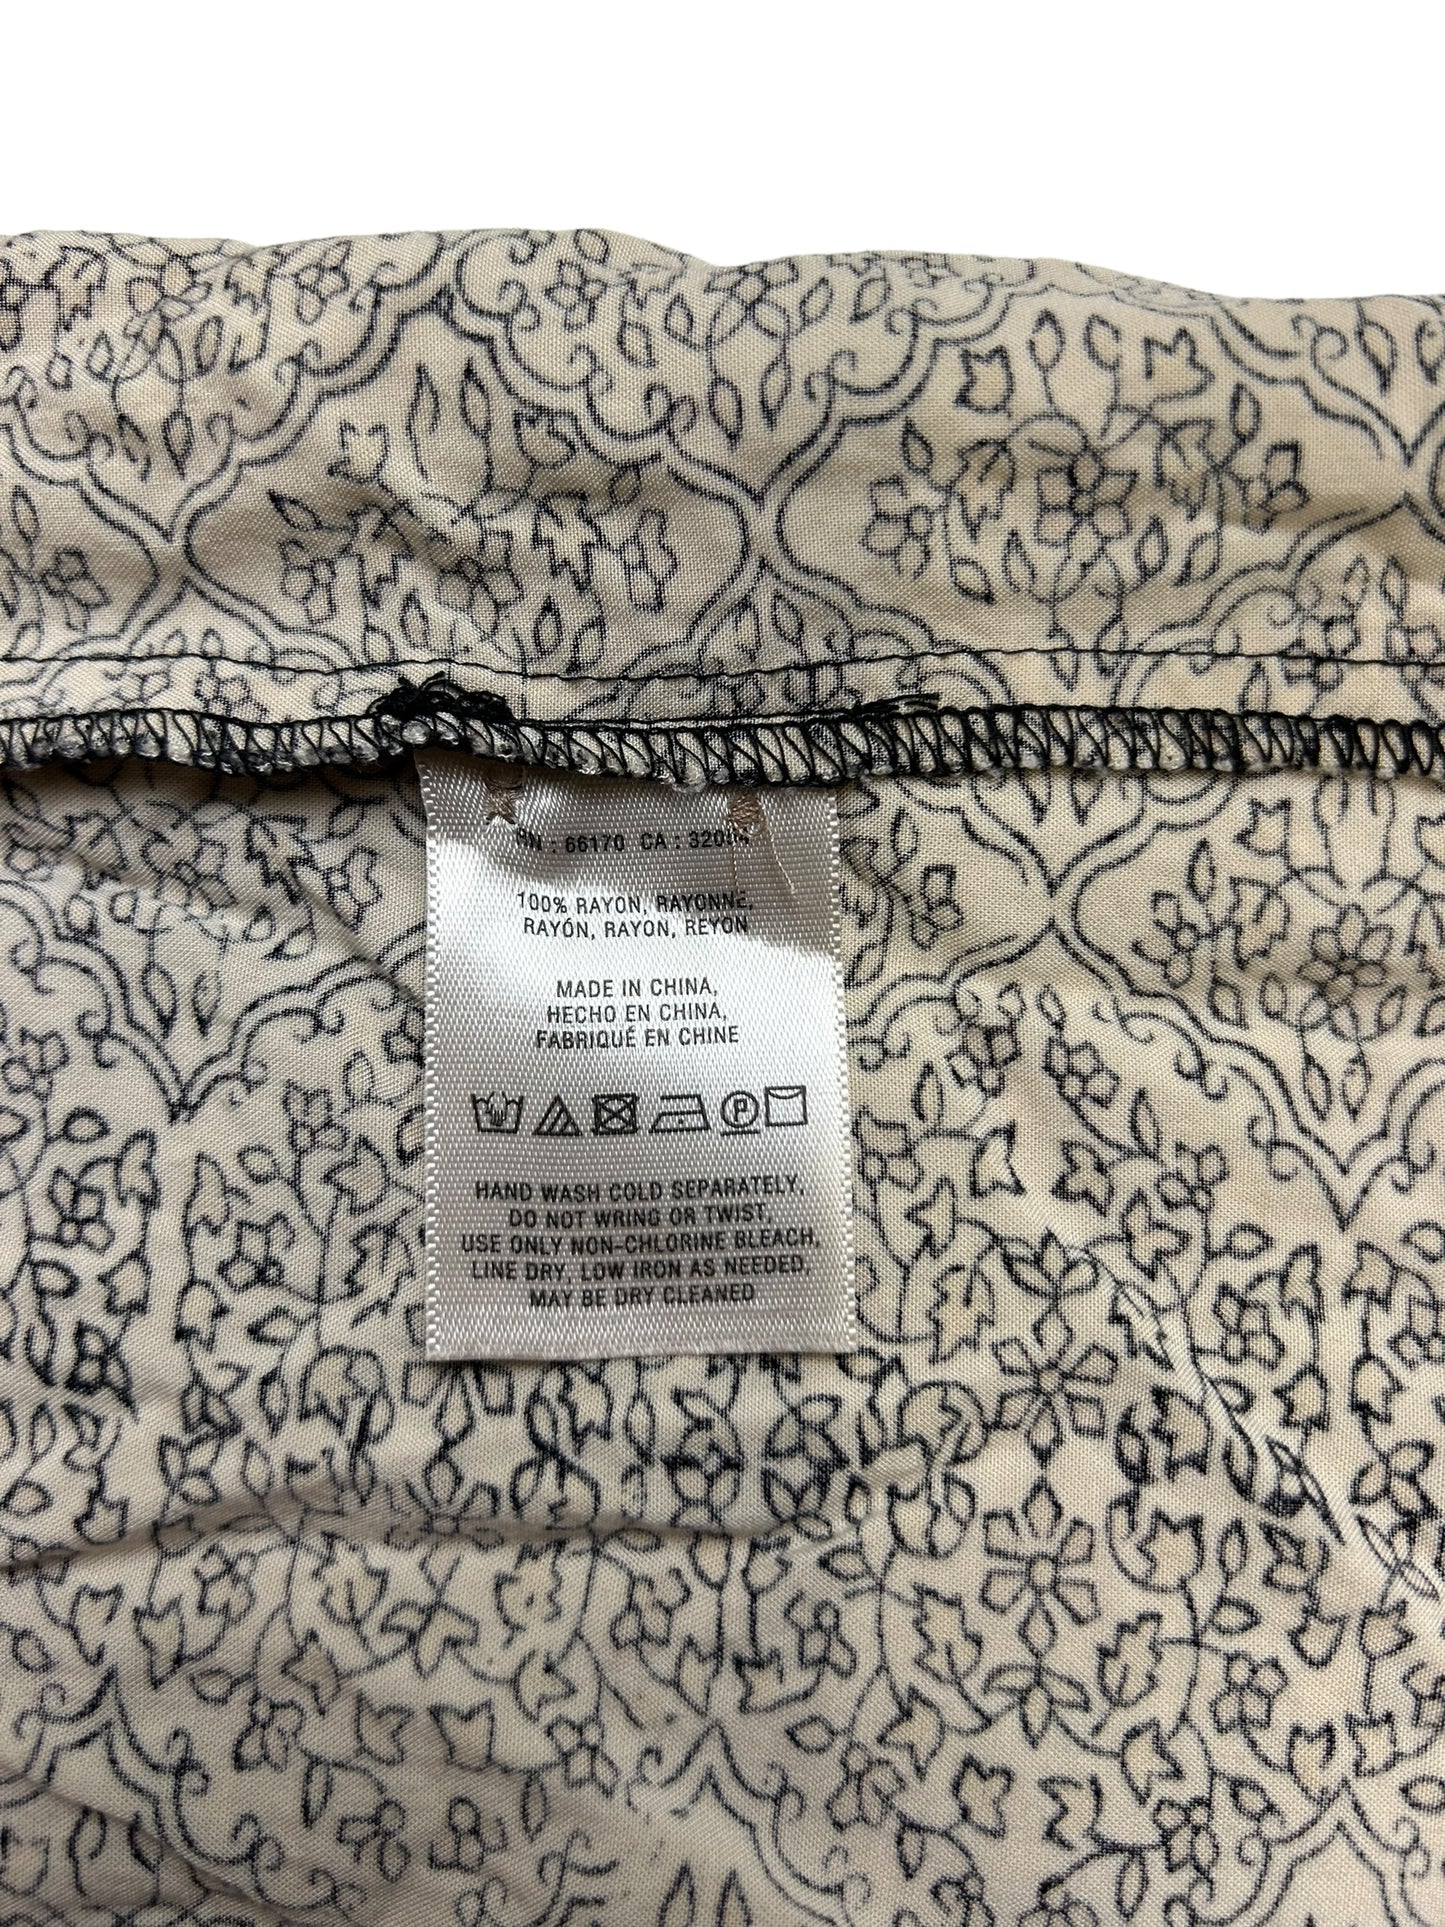 RN : 66170 CA :
100% RAYON, RAYONNE,
RAYÓN, RAYON, REYON
MADE IN CHINA,
HECHO EN CHINA,
FABRIQUÉ EN CHINE
P
HAND WASH COLD SEPARATELY,
DO NOT WRING OR TWIST,
USE ONLY NON-CHLORINE BLEACH,
LINE DRY, LOW IRON AS NEEDED,
MAY BE DRY CLEANED